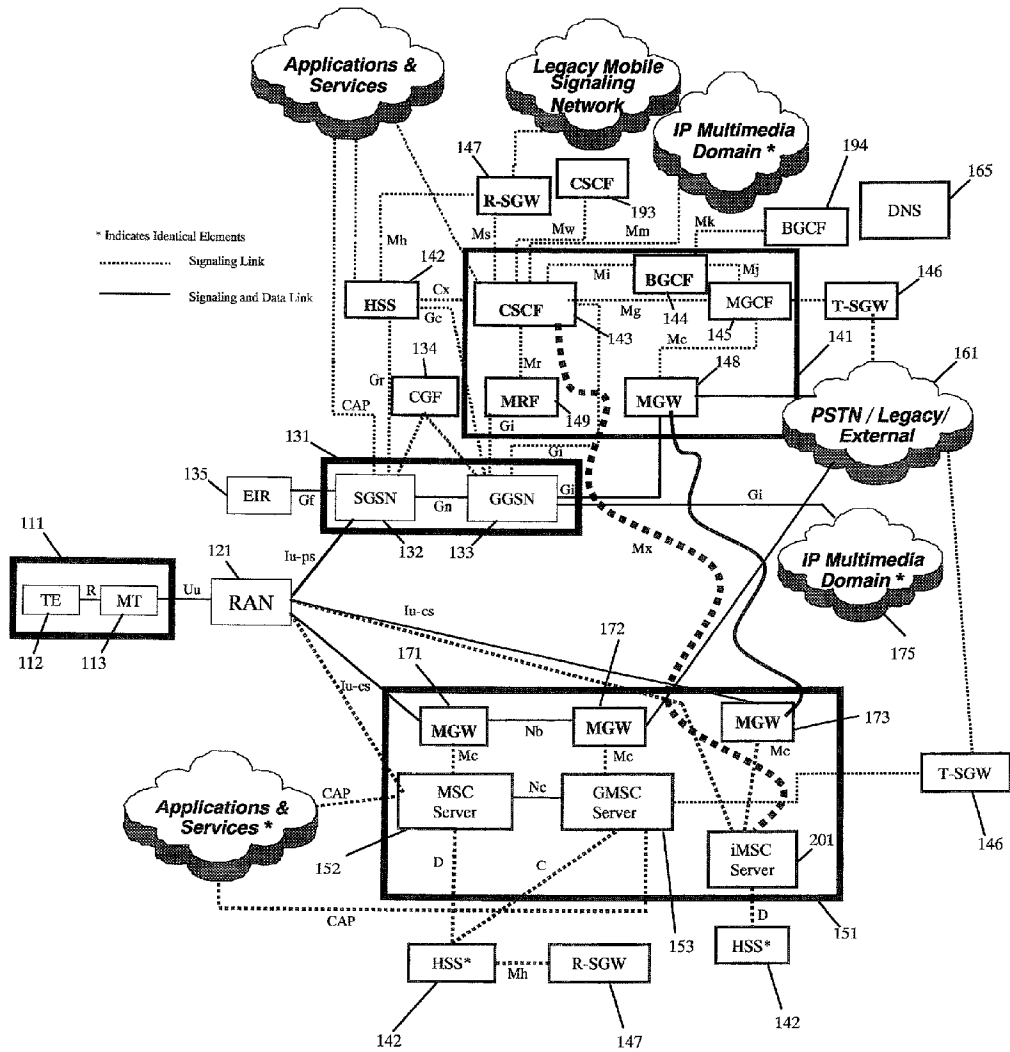 Applications &
Services
Legacy Mobile
Signaling
Network
IP Multimedia
Domain *
147
194
165
R-SGW
CSCF
193
DNS
BGCF
* Indicates Identical Elements
Signaling Link
Signaling and Data Link
Mh
Ms
Mw
Mm
Mk
142
HSS
Cx
Gc
Mi
BGCF
Mj
146
CSCF
Mg
144
MGCF
T-SGW
143
145
141
134
Mc
148
161
Gr
CGF
Mr
MRF
149
MGW
PSTN / Legacy/
External
CAP
Gi
131
Gi
135
EIR
Gf
SGSN
Gn
GGSN
Gi
Gi
132
133
Mx
111
121
Iu-ps
IP Multimedia
Domain *
TE
R
MT
Uu
RAN
Iu-cs
175
112
113
171
172
Iu-cs
MGW
Nb
MGW
MGW
173
Mc
Mc
Mc
T-SGW
CAP
MSC
Server
Nc
GMSC
Server
Applications &
Services *
152
iMSC
Server
201
146
D
C
CAP
D
151
153
HSS*
Mh
R-SGW
HSS*
142
147
142